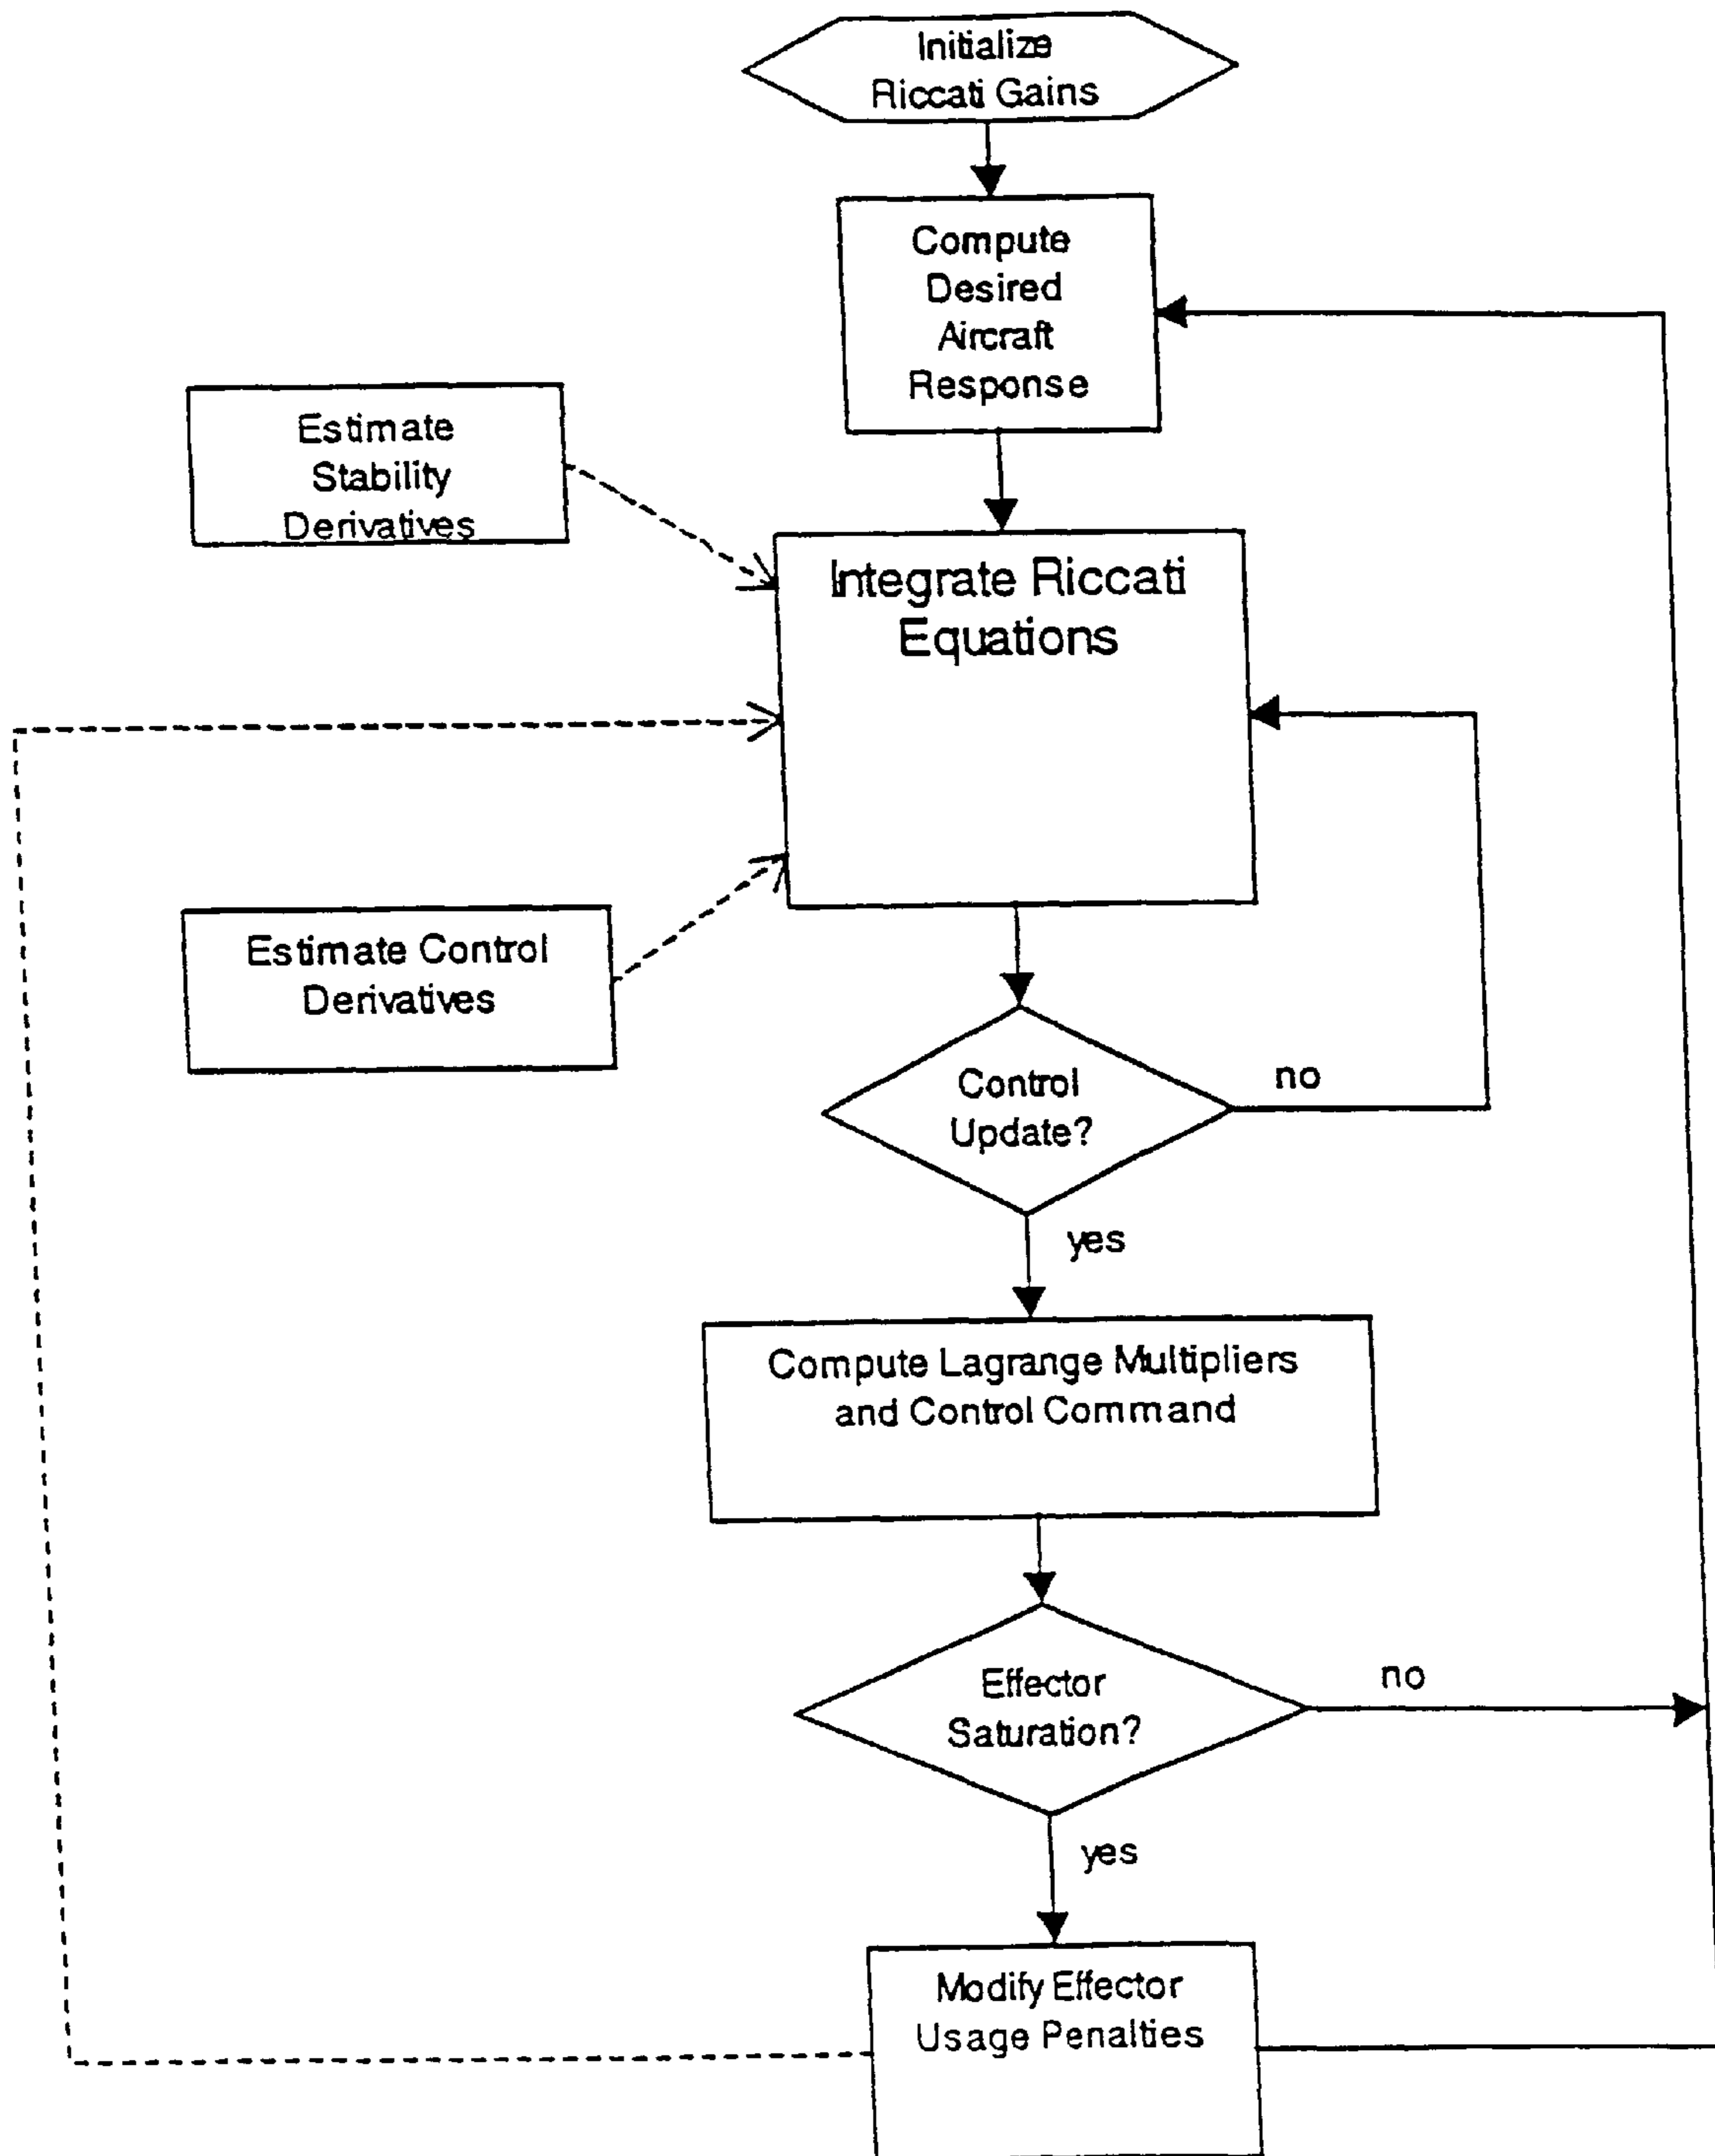 Initialize
Riccati Gains
Compute
Desired
Aircraft
Response
Estimate
Stability
Derivatives
Integrate Riccati
Equations
Estimate Control
Derivatives
Control
Update?
no
yes
Compute Lagrange Multipliers
and Control Command
Effector
Saturation?
no
yes
Modify Effector
Usage Penalties